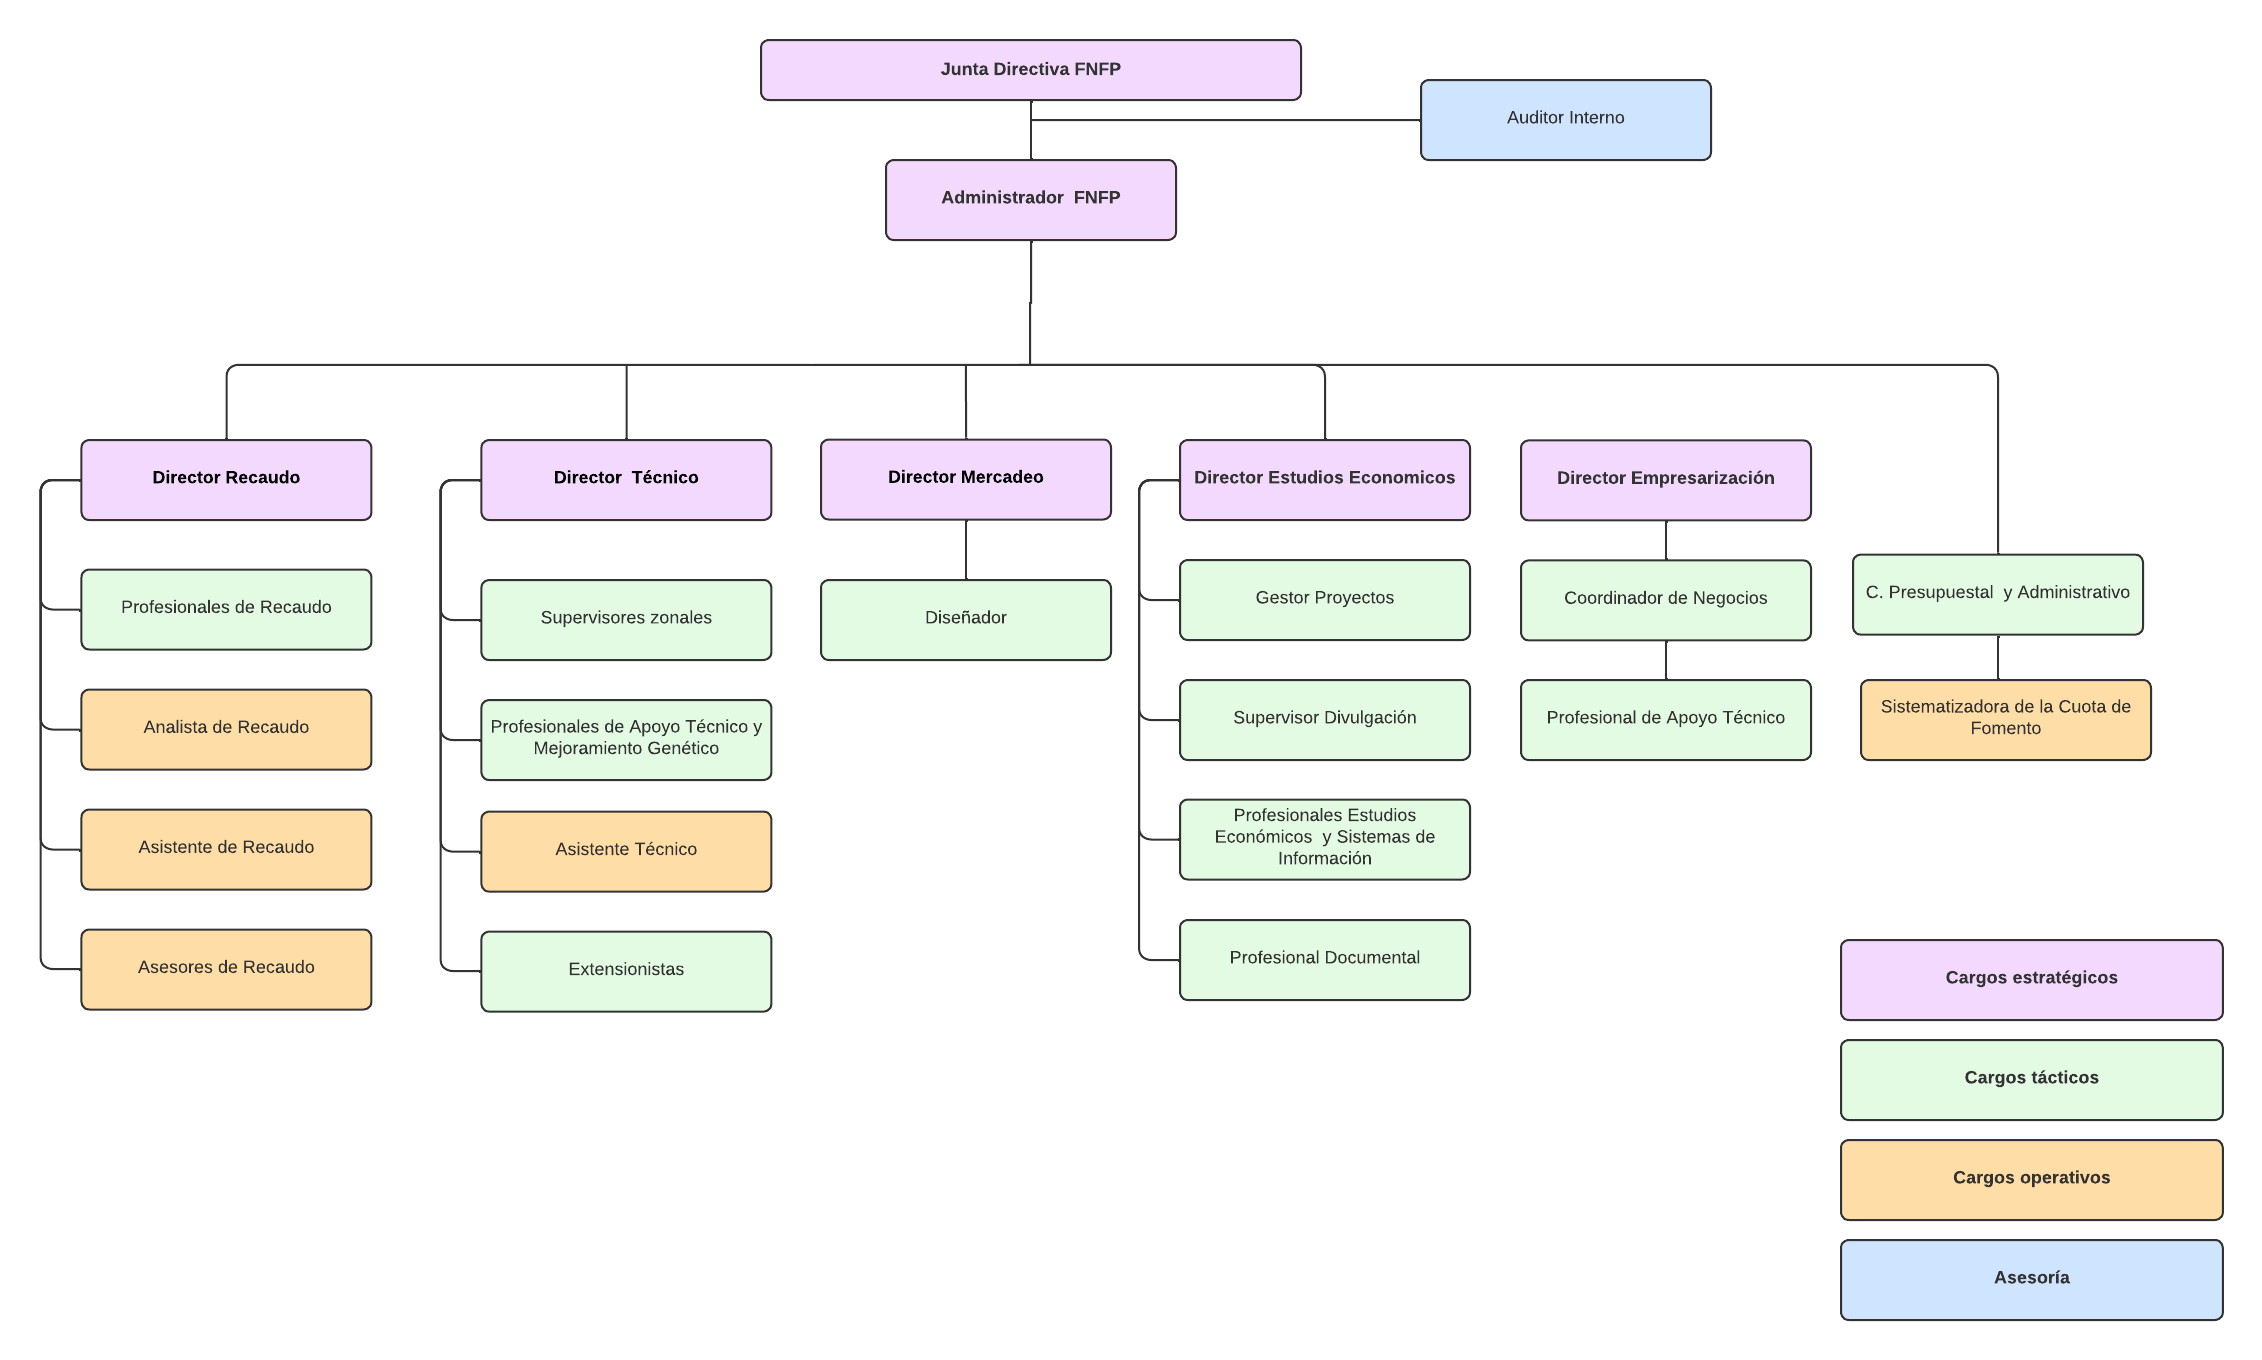 Junta Directiva FNFP
Auditor Interno
Administrador  FNFP
Director Recaudo
Profesionales de Recaudo
Analista de Recaudo
Asistente de Recaudo
Asesores de Recaudo
Director  Técnico
Supervisores zonales
Profesionales de Apoyo Técnico y
Mejoramiento Genético
Asistente Técnico
Extensionistas
Director Mercadeo
Diseñador
Director Estudios Economicos
Gestor Proyectos
Supervisor Divulgación
Profesionales Estudios
Económicos  y Sistemas de
Información
Profesional Documental
Director Empresarización
Coordinador de Negocios
Profesional de Apoyo Técnico
C. Presupuestal  y Administrativo
Sistematizadora de la Cuota de
Fomento
Cargos estratégicos
Cargos tácticos
Cargos operativos
Asesoría